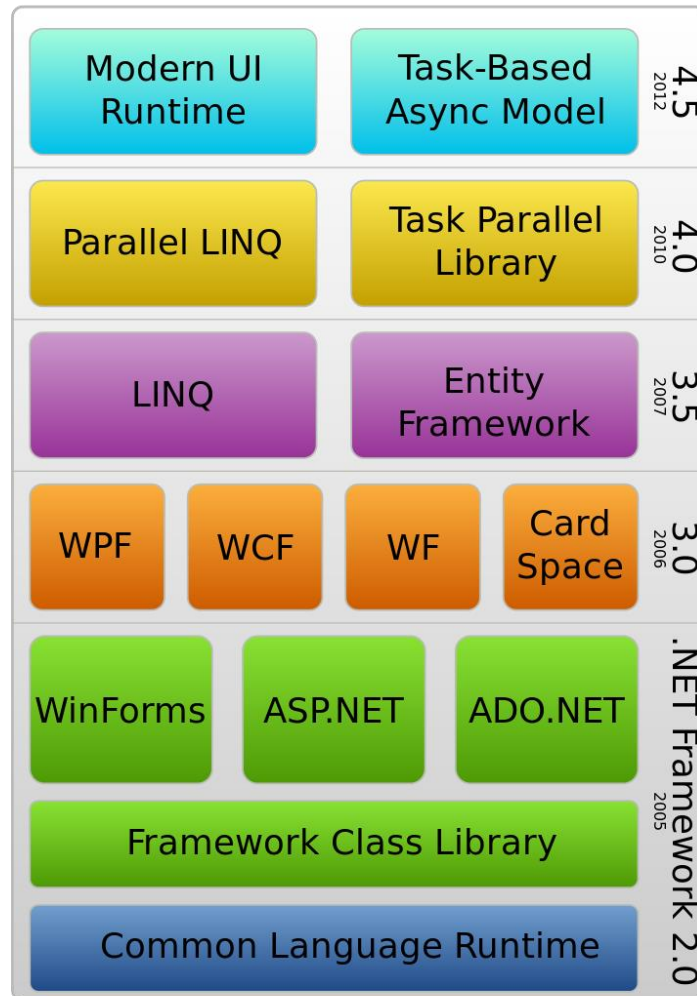 Modern UI
Runtime
Task-Based
Async Model
4.5
2012
Parallel LINQ
Task Parallel
Library
4.0
2010
LINQ
Entity
Framework
3.5
2007
WPF
WCF
WF
Card
Space
3.0
2006
WinForms
ASP.NET
ADO.NET
Framework Class Library
Common Language Runtime
.NET Framework 2.0
2005